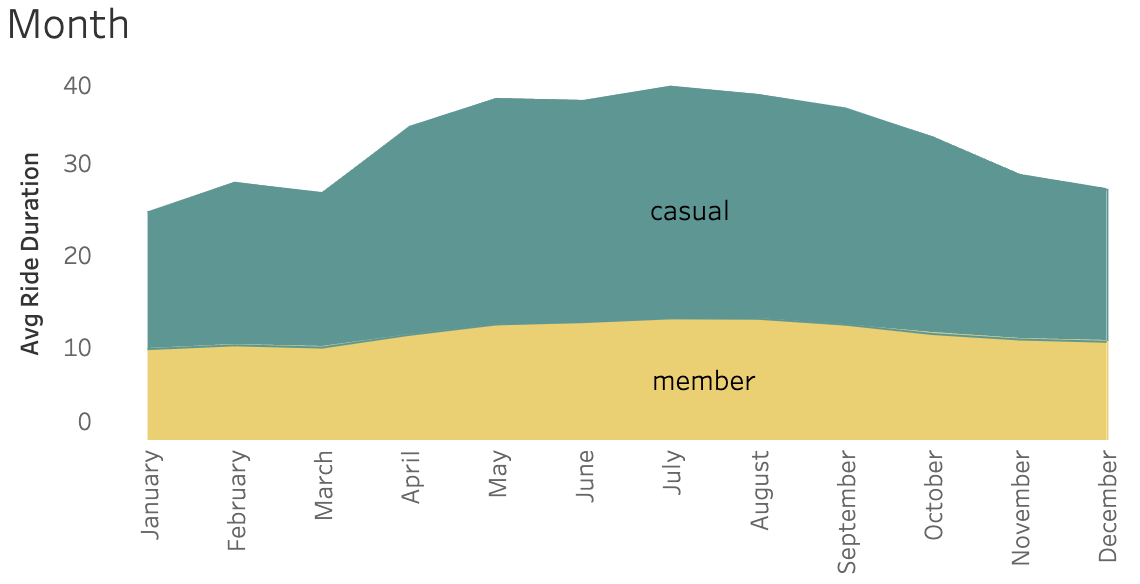 Month
Avg Ride Duration
40
30
20
10
0
casual
member
January
February
March
April
May
June
July
August
September
October
November
December